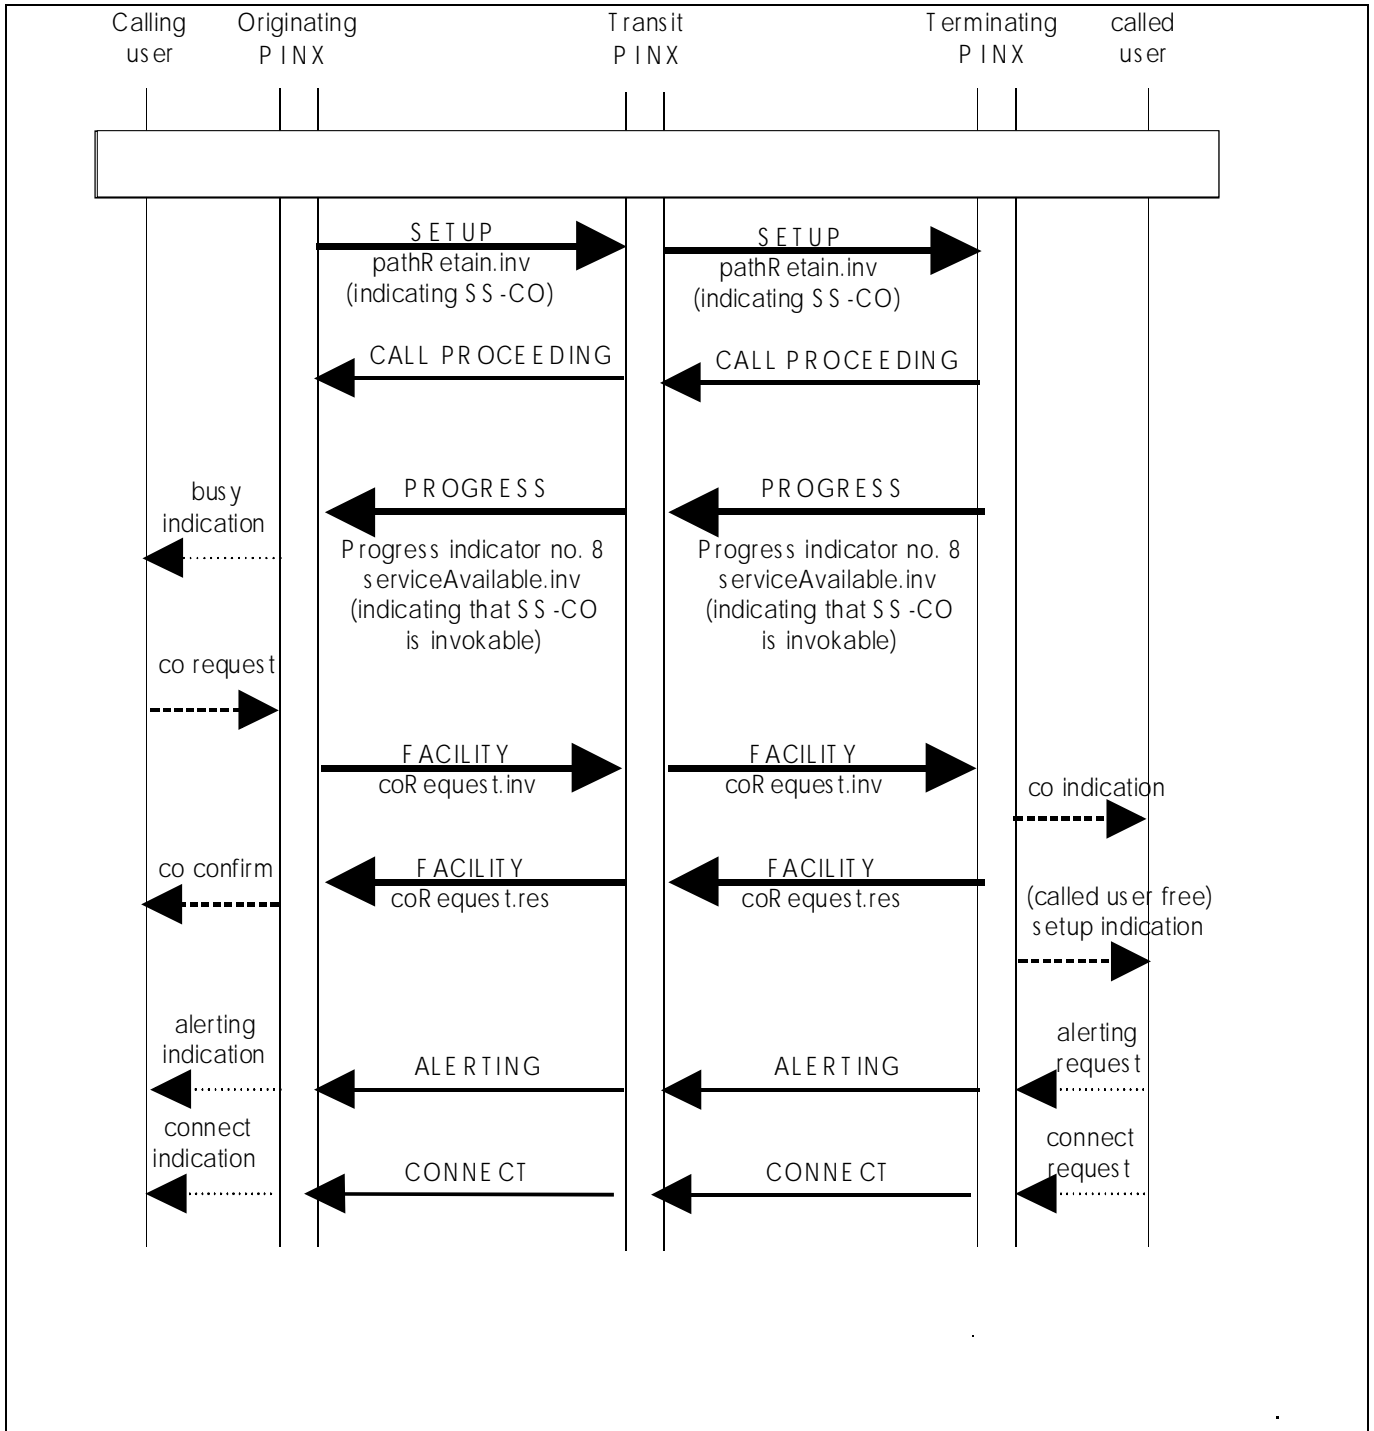 Calling user
Originating PINX
Transit PINX
Terminating PINX
called user
SETUP
pathRetain.inv
(indicating SS-CO)
SETUP
pathRetain.inv
(indicating SS-CO)
CALL PROCEEDING
CALL PROCEEDING
busy
indication
PROGRESS
Progress indicator no. 8
serviceAvailable.inv
(indicating that SS-CO
is invokable)
PROGRESS
Progress indicator no. 8
serviceAvailable.inv
(indicating that SS-CO
is invokable)
co request
FACILITY
coRequest.inv
FACILITY
coRequest.inv
co indication
co confirm
FACILITY
coRequest.res
FACILITY
coRequest.res
(called user free)
setup indication
alerting
indication
ALERTING
ALERTING
alerting
request
connect
indication
CONNECT
CONNECT
connect
request